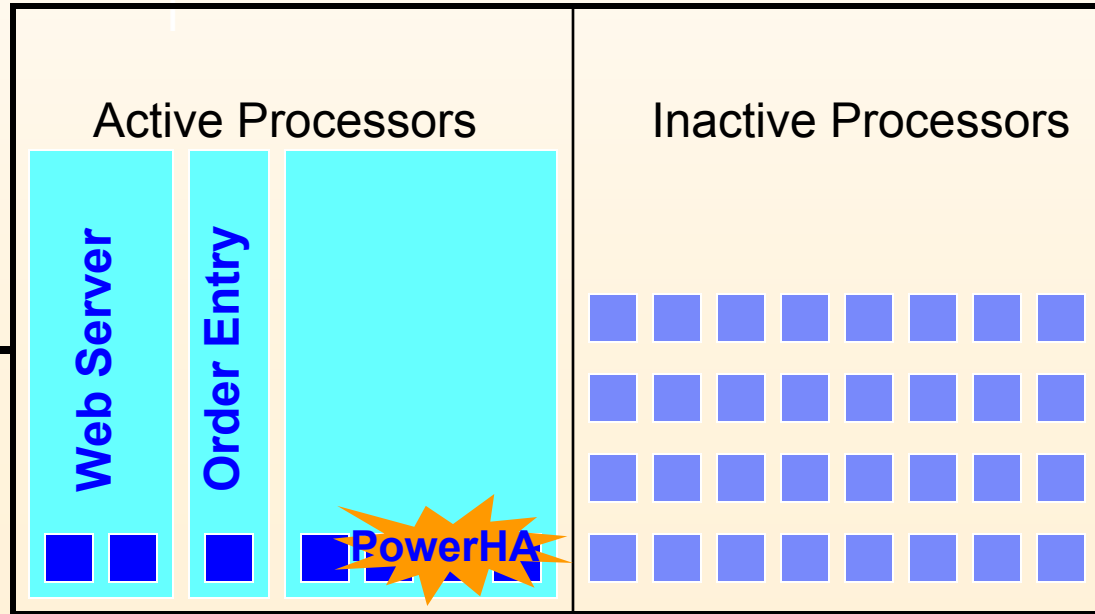 Active Processors
Inactive Processors
Web Server
Order Entry
PowerHA